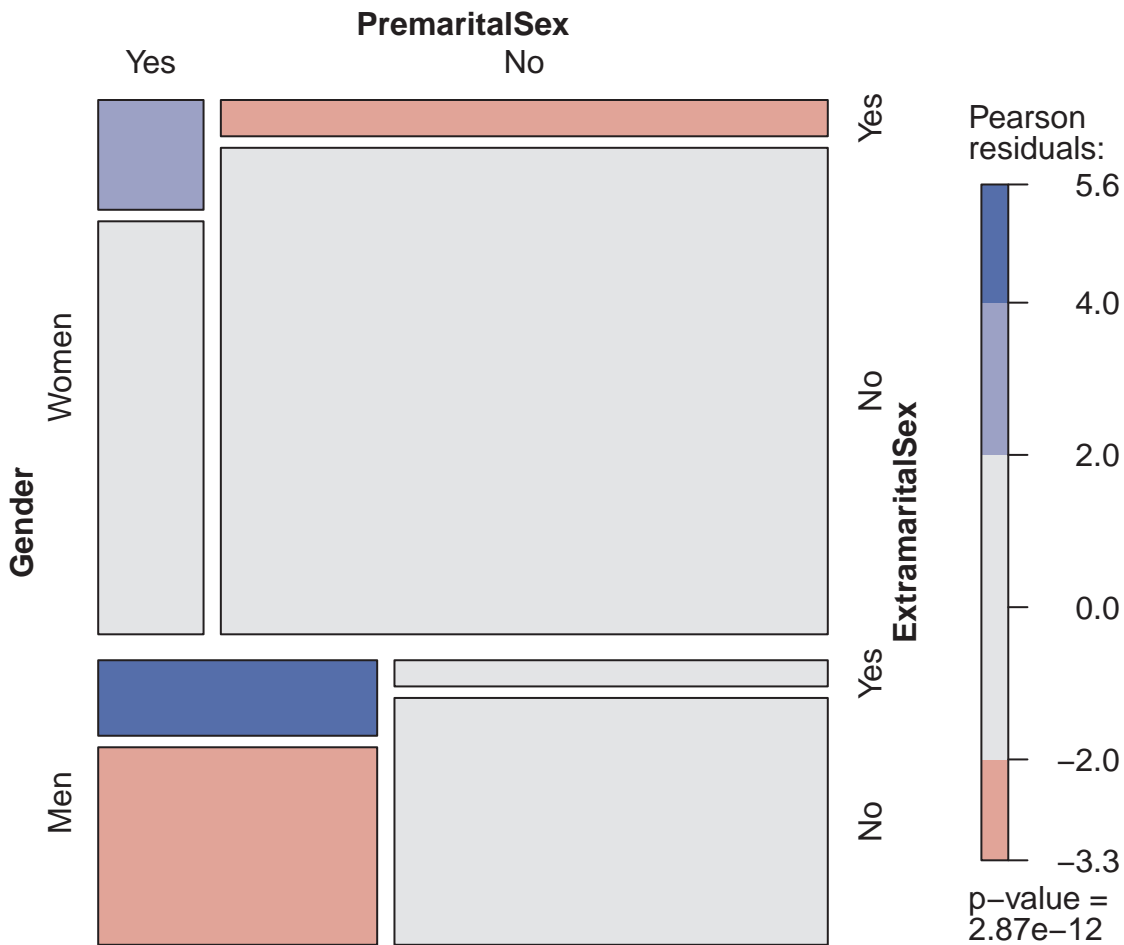 PremaritalSex
Yes No
Gender
Women
Men
Yes
No
Yes
No
ExtramaritalSex
Pearson
residuals:
5.6
4.0
2.0
0.0
−2.0
−3.3
p−value =
2.87e−12